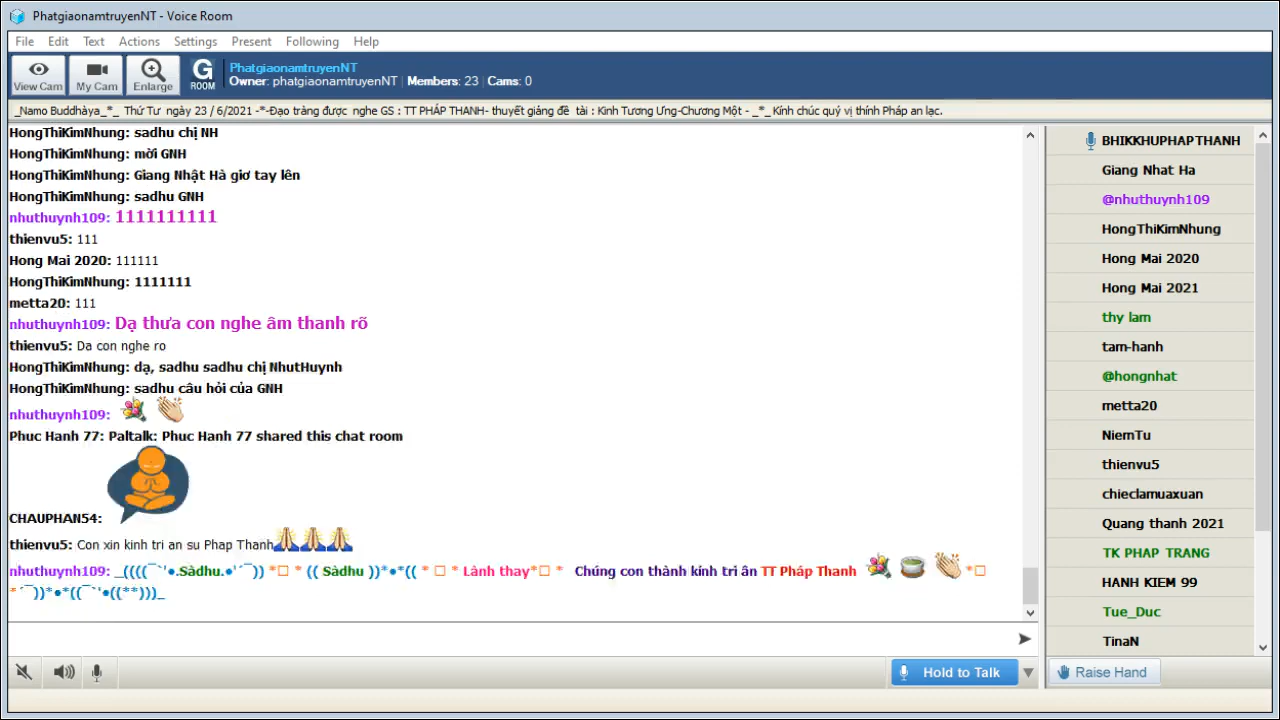 PhatgiaonamtruyenNT - Voice Room
File Edit Text Actions Settings Present Following Help
View Cam My Cam Enlarge G ROOM
PhatgiaonamtruyenNT
Owner: phatgiaonamtruyenNT | Members: 23 | Cams: 0
_Namo Buddhàya_*_ Thứ Tư ngày 23 / 6/2021 -*-Đạo tràng được nghe GS : TT PHÁP THANH- thuyết giảng đề tài : Kinh Tương Ưng-Chương Một - _*_ Kính chúc quý vị thính Pháp an lạc.
HongThiKimNhung: sadhu chị NH
HongThiKimNhung: mời GNH
HongThiKimNhung: Giang Nhật Hà giơ tay lên
HongThiKimNhung: sadhu GNH
nhuthuynh109: 1111111111
thienvu5: 111
Hong Mai 2020: 111111
HongThiKimNhung: 1111111
metta20: 111
nhuthuynh109: Dạ thưa con nghe âm thanh rõ
thienvu5: Da con nghe ro
HongThiKimNhung: dạ, sadhu sadhu chị NhutHuynh
HongThiKimNhung: sadhu câu hỏi của GNH
nhuthuynh109:
Phuc Hanh 77: Paltalk: Phuc Hanh 77 shared this chat room
CHAUPHAN54:
thienvu5: Con xin kinh tri an su Phap Thanh
nhuthuynh109: _((((¯`'•.Sàdhu.•'´¯)) *□ * (( Sàdhu ))*•*(( * □ * Lành thay*□ * Chúng con thành kính tri ân TT Pháp Thanh *□
*´¯))*•*((¯`'•((**)))_
BHIKKHUPHAPTHANH
Giang Nhat Ha
@nhuthuynh109
HongThiKimNhung
Hong Mai 2020
Hong Mai 2021
thy lam
tam-hanh
@hongnhat
metta20
NiemTu
thienvu5
chieclamuaxuan
Quang thanh 2021
TK PHAP TRANG
HANH KIEM 99
Tue_Duc
TinaN
Hold to Talk
Raise Hand